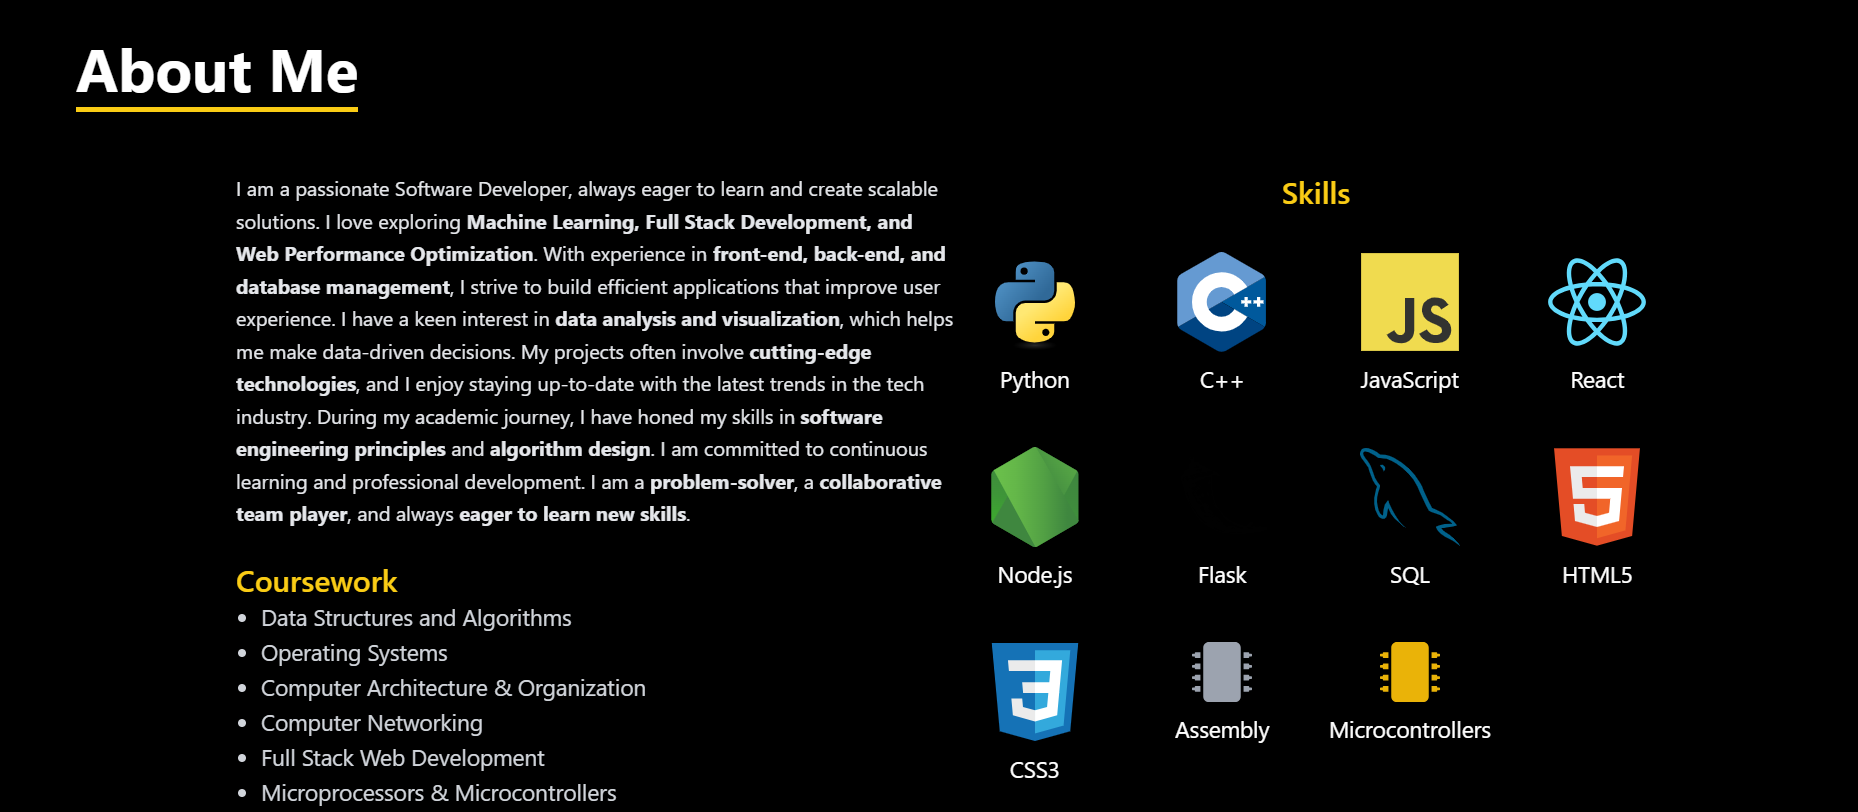 About Me
I am a passionate Software Developer, always eager to learn and create scalable
solutions. I love exploring Machine Learning, Full Stack Development, and
Web Performance Optimization. With experience in front-end, back-end, and
database management, I strive to build efficient applications that improve user
experience. I have a keen interest in data analysis and visualization, which helps
me make data-driven decisions. My projects often involve cutting-edge
technologies, and I enjoy staying up-to-date with the latest trends in the tech
industry. During my academic journey, I have honed my skills in software
engineering principles and algorithm design. I am committed to continuous
learning and professional development. I am a problem-solver, a collaborative
team player, and always eager to learn new skills.
Coursework
• Data Structures and Algorithms
• Operating Systems
• Computer Architecture & Organization
• Computer Networking
• Full Stack Web Development
• Microprocessors & Microcontrollers
Skills
C++
JS
Python
C++
JavaScript
React
5
Node.js
Flask
SQL
HTML5
3
CSS3
Assembly
Microcontrollers